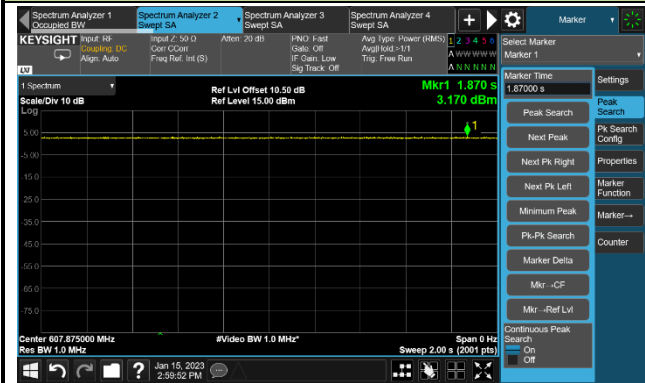 Spectrum Analyzer 1
Occupied BW
Spectrum Analyzer 2
Swept SA
Spectrum Analyzer 3
Swept SA
Spectrum Analyzer 4
Swept SA
Marker
KEYSIGHT
Input: RF
Coupling: DC
Align: Auto
Input Z: 50 Ω
Corr CCorr
Freq Ref: Int (S)
Atten: 20 dB
PNO: Fast
Gate: Off
IF Gain: Low
Sig Track: Off
Avg Type: Power (RMS)
Avg|Hold:>1/1
Trig: Free Run
1 2 3 4 5 6
A W W W W W
A N N N N N
LXI
Select Marker
Marker 1
1 Spectrum
Scale/Div 10 dB
Log
Ref Lvl Offset 10.50 dB
Ref Level 15.00 dBm
Mkr1 1.870 s
3.170 dBm
1
5.00
-5.00
-15.0
-25.0
-35.0
-45.0
-55.0
-65.0
-75.0
Center 607.875000 MHz
Res BW 1.0 MHz
#Video BW 1.0 MHz*
Span 0 Hz
Sweep 2.00 s (2001 pts)
Marker Time
1.87000 s
Peak Search
Next Peak
Next Pk Right
Next Pk Left
Minimum Peak
Pk-Pk Search
Marker Delta
Mkr→CF
Mkr→Ref Lvl
Continuous Peak
Search
On
Off
Settings
Peak
Search
Pk Search
Config
Properties
Marker
Function
Marker→
Counter
?
Jan 15, 2023
2:59:52 PM